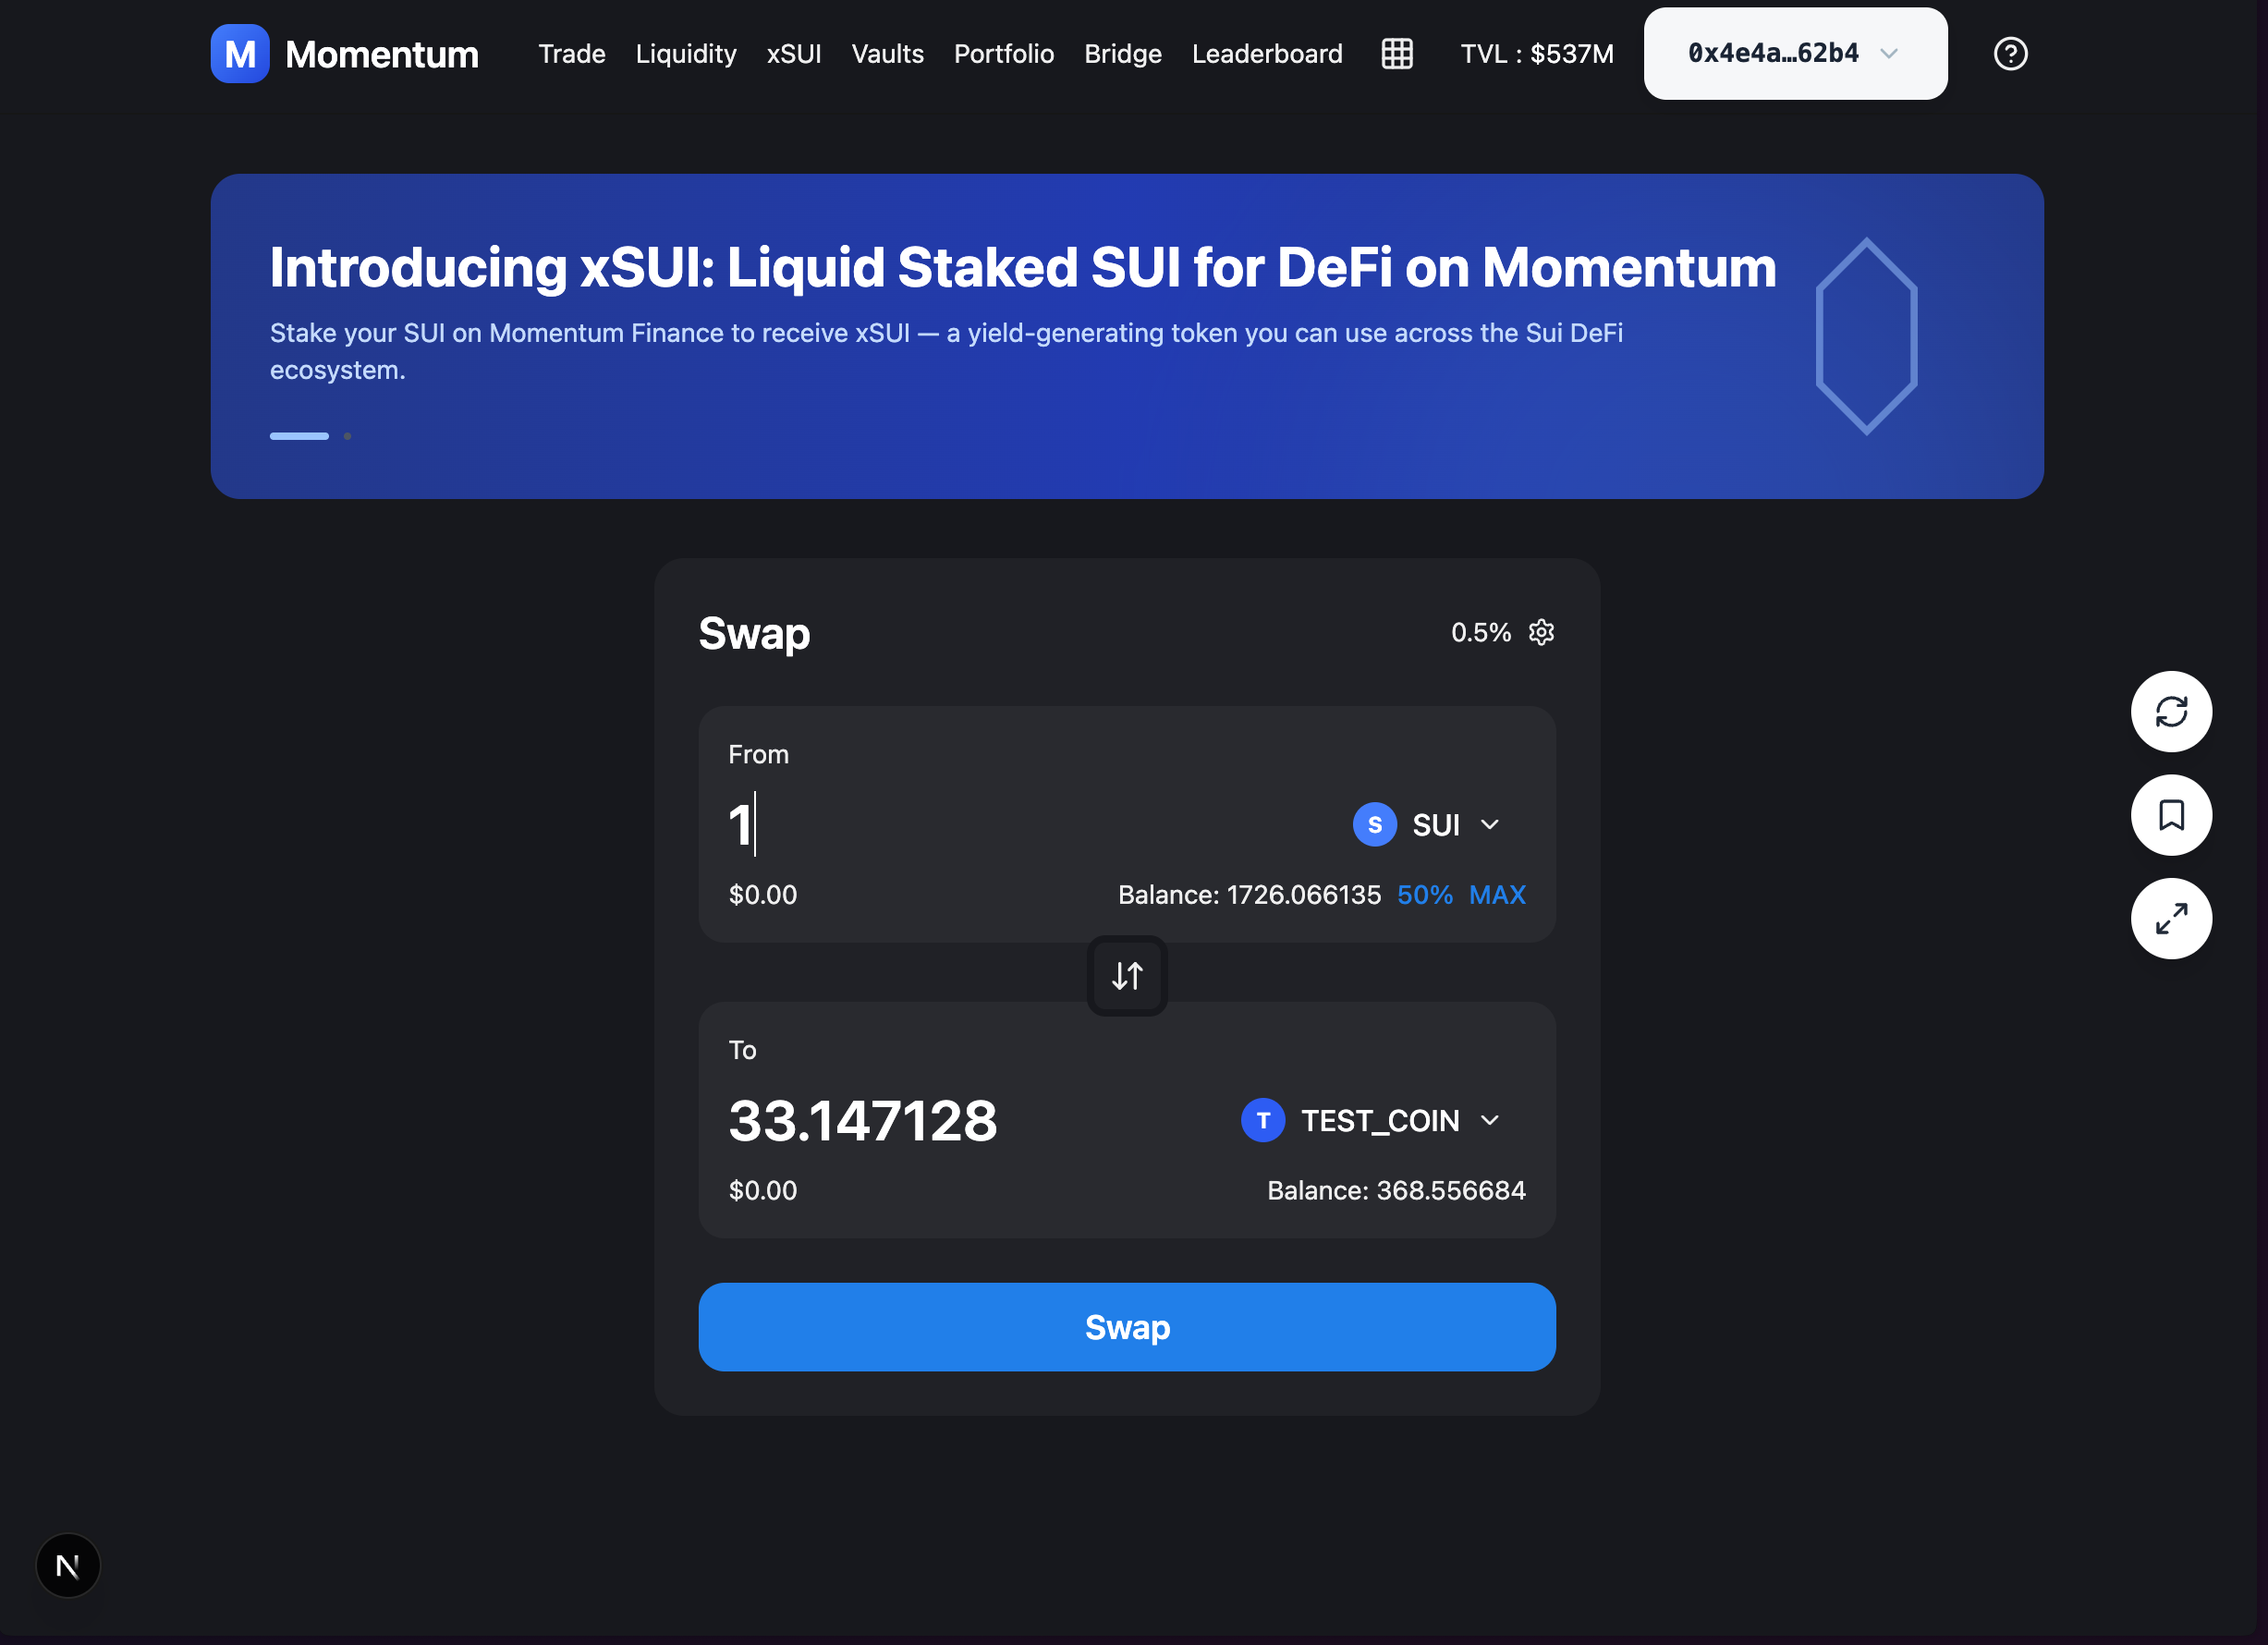 M Momentum Trade Liquidity xSUI Vaults Portfolio Bridge Leaderboard TVL : $537M 0x4e4a…62b4 ?
Introducing xSUI: Liquid Staked SUI for DeFi on Momentum
Stake your SUI on Momentum Finance to receive xSUI — a yield-generating token you can use across the Sui DeFi
ecosystem.
Swap 0.5%
From
1 S SUI
$0.00 Balance: 1726.066135 50% MAX
To
33.147128 T TEST_COIN
$0.00 Balance: 368.556684
Swap
N